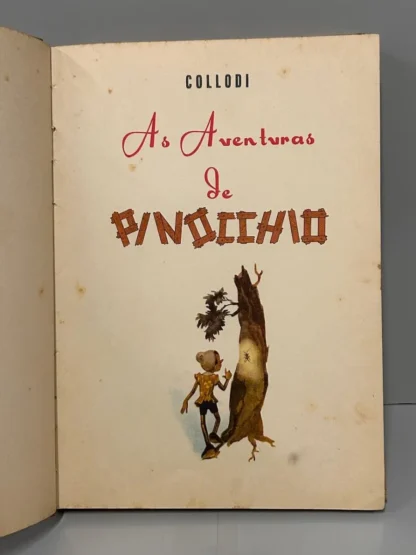 COLLODI
As Aventuras
de
PINOCCHIO